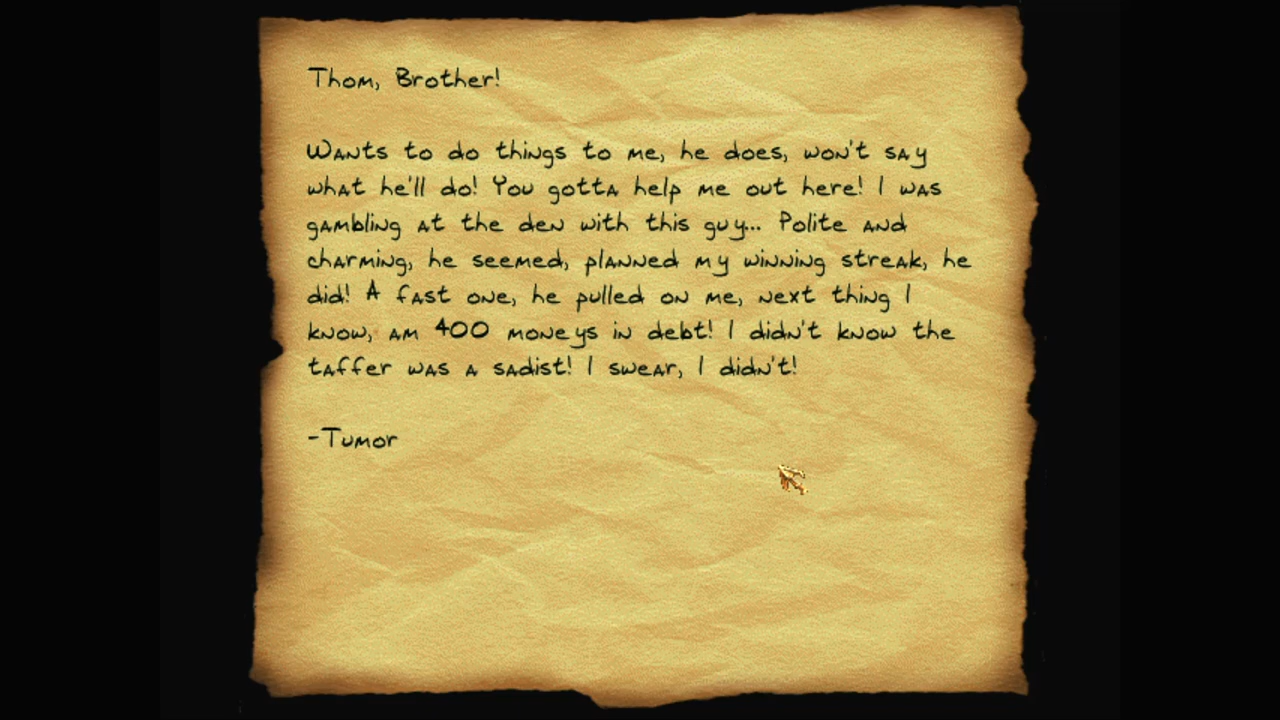 Thom, Brother!
Wants to do things to me, he does, won't say
what he'll do! You gotta help me out here! I was
gambling at the den with this guy... Polite and
charming, he seemed, planned my winning streak, he
did! A fast one, he pulled on me, next thing I
know, am 400 moneys in debt! I didn't know the
taffer was a sadist! I swear, I didn't!
-Tumor